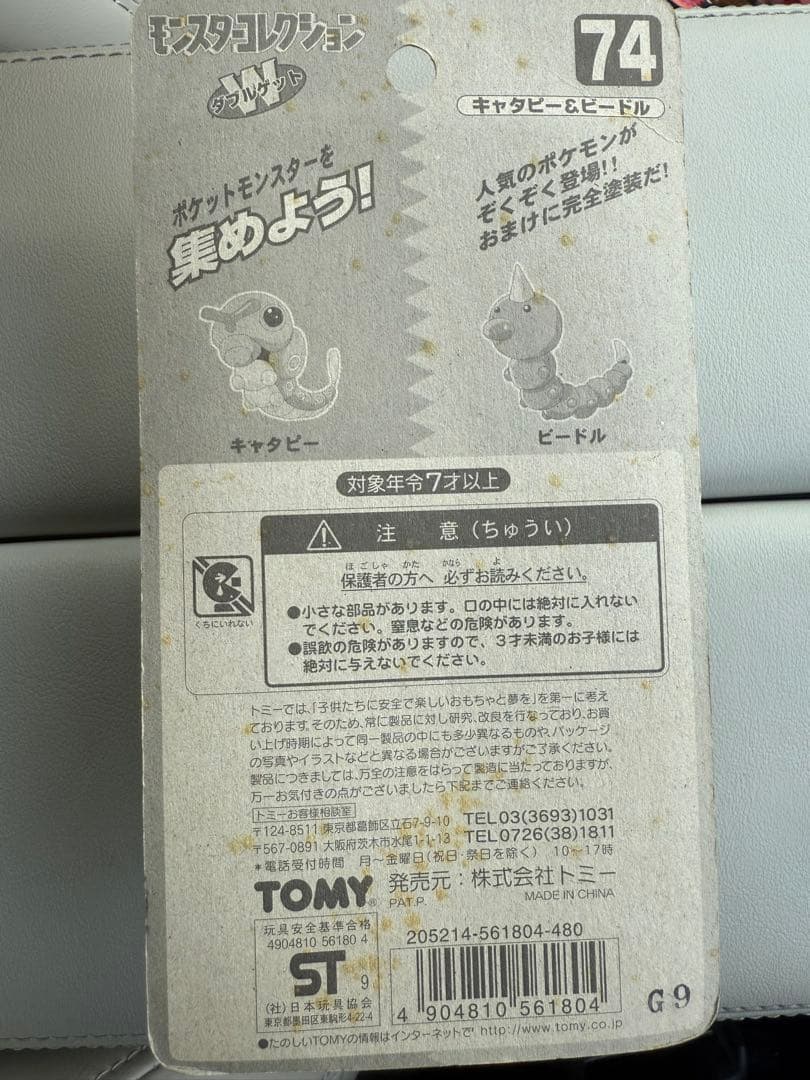 モンスターコレクション
W
ダブルゲット
74
キャタピー&ビードル
ポケットモンスターを
集めよう!
人気のポケモンが
ぞくぞく登場!!
おまけに完全塗装だ!
キャタピー
ビードル
対象年令7才以上
注 意(ちゅうい)
ほごしゃ かた かなら よ
保護者の方へ 必ずお読みください。
●小さな部品があります。口の中には絶対に入れない
でください。窒息などの危険があります。
●誤飲の危険がありますので、3才未満のお子様には
絶対に与えないでください。
くちにいれない
トミーでは、「子供たちに安全で楽しいおもちゃと夢を」を第一に考え
ております。そのため、常に製品に対し研究、改良を行なっており、お買
い上げ時期によって同一製品の中にも多少異なるものや、パッケージ
の写真やイラストなどと異なる場合がございますがご了承ください。
製品につきましては、万全の注意をはらって製造に当たっておりますが、
万一お気付きの点がございましたら下記までご連絡ください。
トミーお客様相談室
〒124-8511 東京都葛飾区立石7-9-10 TEL03(3693)1031
〒567-0891 大阪府茨木市水尾1-1-13 TEL0726(38)1811
*電話受付時間 月〜金曜日(祝日・祭日を除く) 10〜17時
TOMY® 発売元:株式会社トミー
PAT.P. MADE IN CHINA
玩具安全基準合格
4904810 56180 4
ST 9
(社)日本玩具協会
東京都墨田区東駒形4-22-4
205214-561804-480
4 904810 561804
G9
●たのしいTOMYの情報はインターネットで! http://www.tomy.co.jp